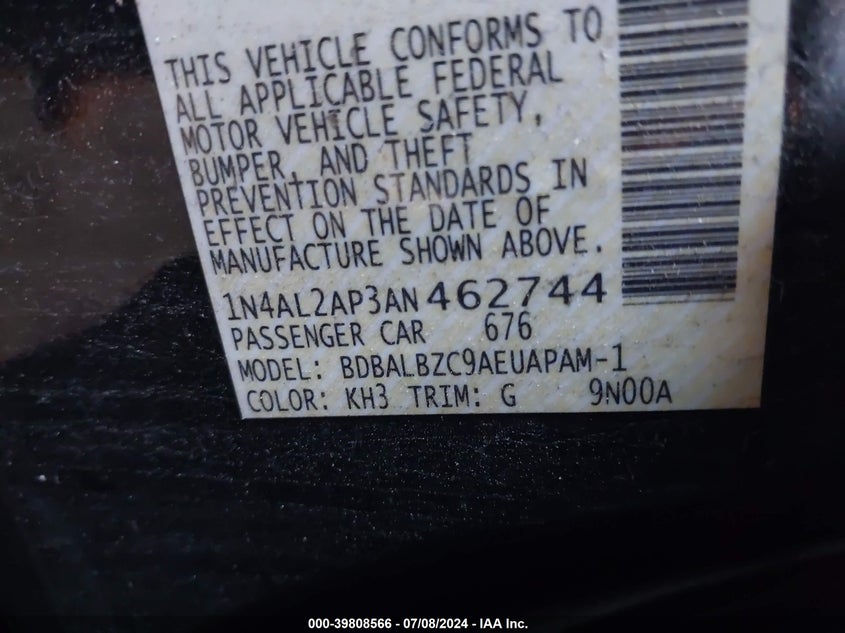 THIS VEHICLE CONFORMS TO
ALL APPLICABLE FEDERAL
MOTOR VEHICLE SAFETY,
BUMPER, AND THEFT
PREVENTION STANDARDS IN
EFFECT ON THE DATE OF
MANUFACTURE SHOWN ABOVE.
1N4AL2AP3AN462744
PASSENGER CAR 676
MODEL: BDBALBZC9AEUAPAM-1
COLOR: KH3 TRIM: G 9N00A
000-39808566 - 07/08/2024 - IAA Inc.